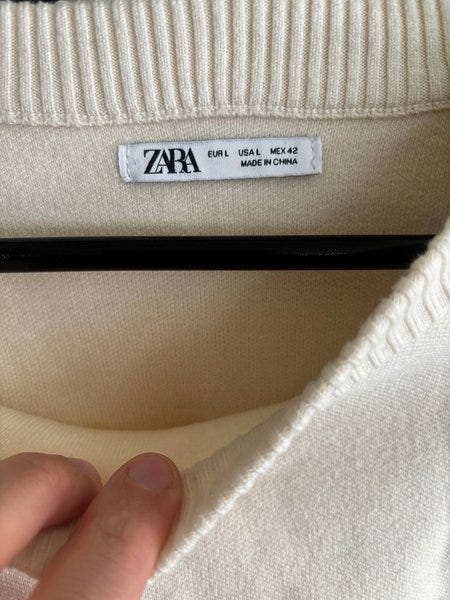 ZARA EUR L USA L MEX 42
MADE IN CHINA